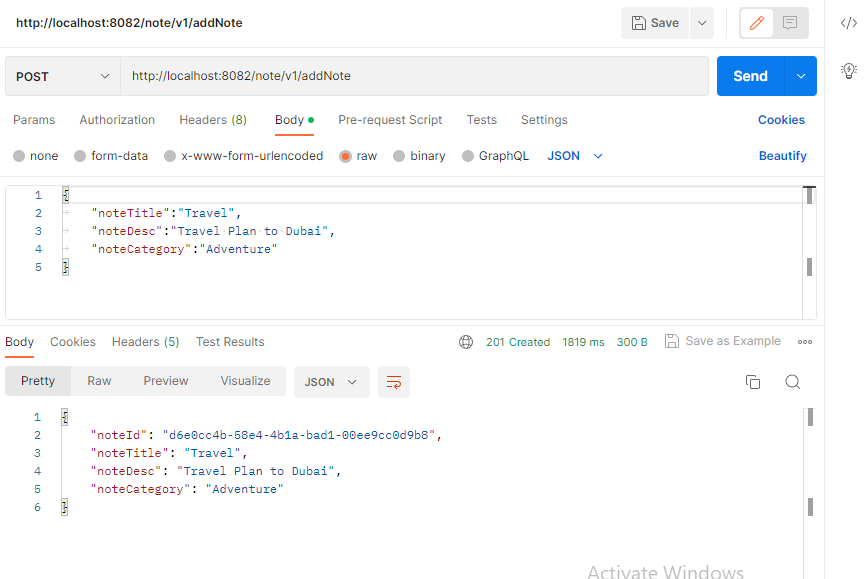 http://localhost:8082/note/v1/addNote Save
POST http://localhost:8082/note/v1/addNote Send
Params Authorization Headers (8) Body Pre-request Script Tests Settings Cookies
none form-data x-www-form-urlencoded raw binary GraphQL JSON Beautify
1 {
2 "noteTitle":"Travel",
3 "noteDesc":"Travel Plan to Dubai",
4 "noteCategory":"Adventure"
5 }
Body Cookies Headers (5) Test Results 201 Created 1819 ms 300 B Save as Example
Pretty Raw Preview Visualize JSON
1 {
2 "noteId": "d6e0cc4b-58e4-4b1a-bad1-00ee9cc0d9b8",
3 "noteTitle": "Travel",
4 "noteDesc": "Travel Plan to Dubai",
5 "noteCategory": "Adventure"
6 }
Activate Windows